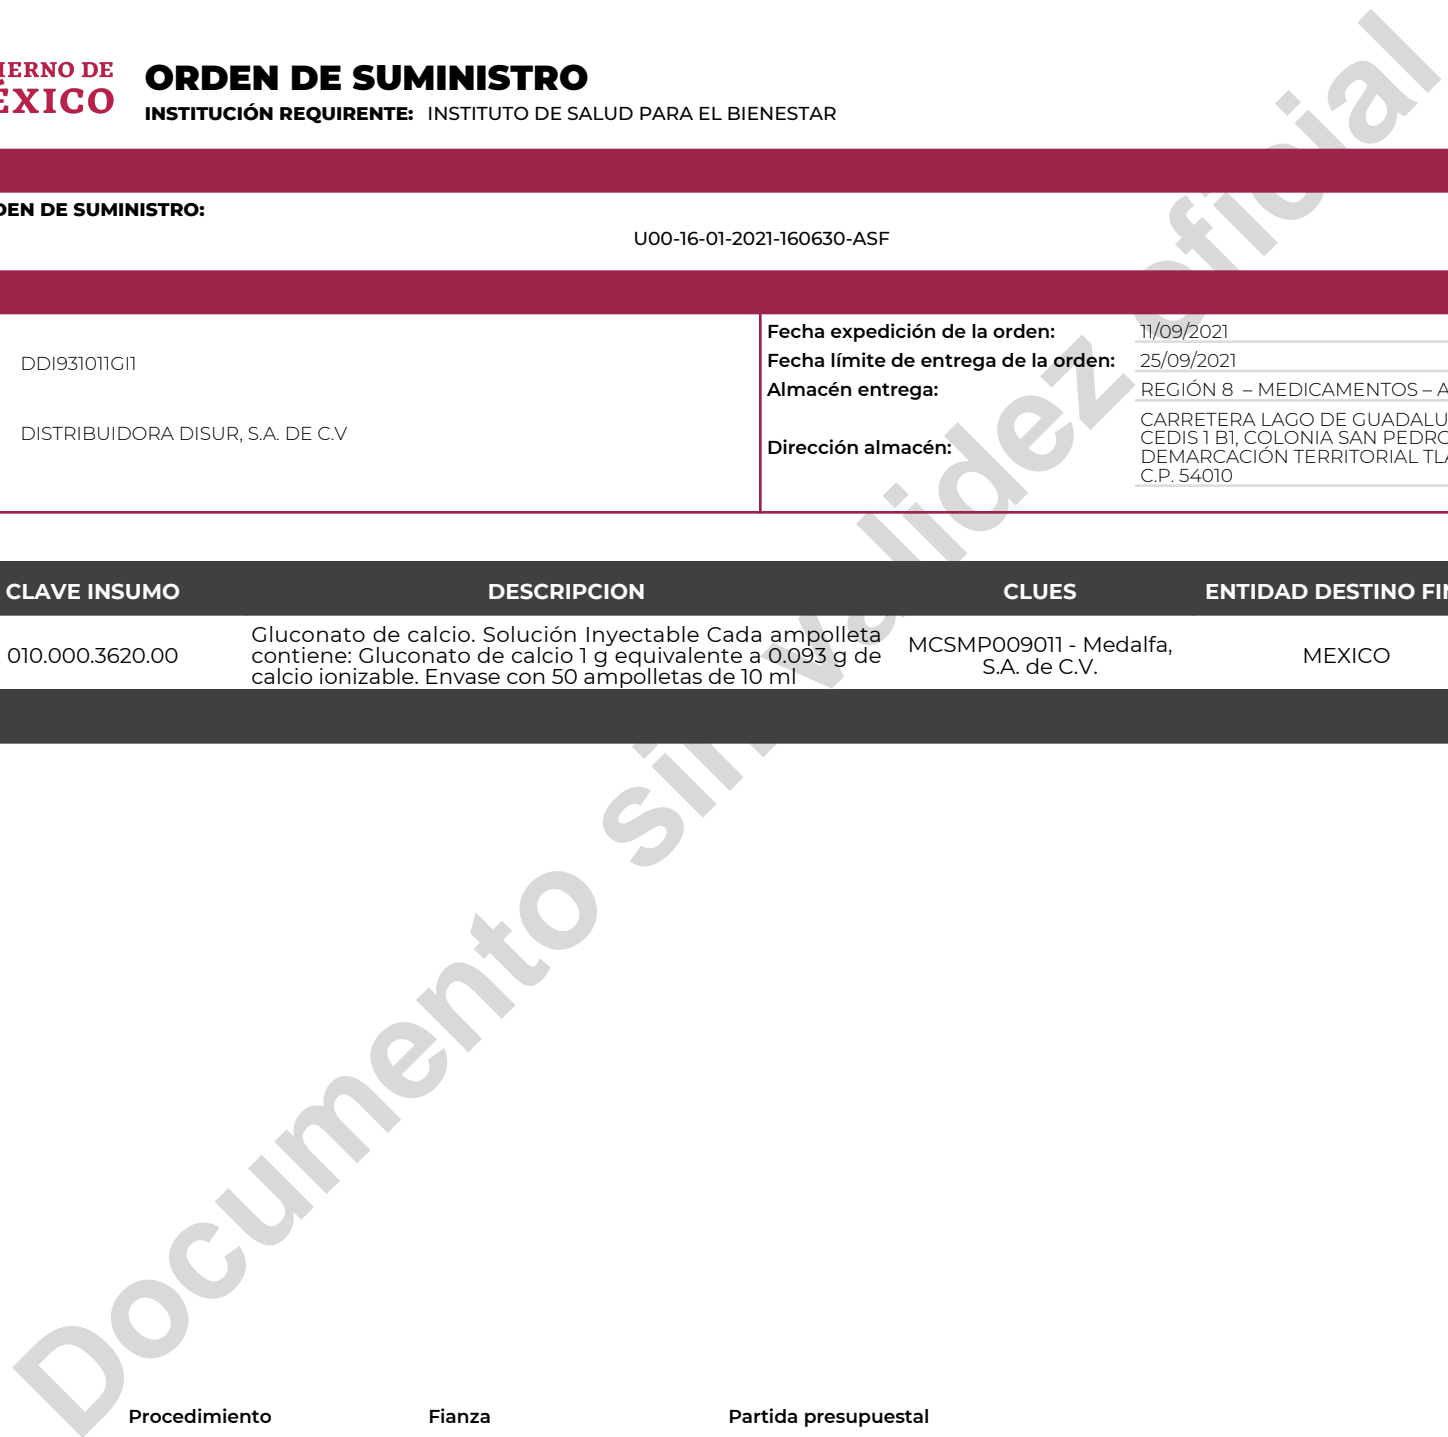 IERNO DE
ÉXICO
ORDEN DE SUMINISTRO
INSTITUCIÓN REQUIRENTE: INSTITUTO DE SALUD PARA EL BIENESTAR
DEN DE SUMINISTRO:
U00-16-01-2021-160630-ASF
DDI931011GI1
DISTRIBUIDORA DISUR, S.A. DE C.V
Fecha expedición de la orden: 11/09/2021
Fecha límite de entrega de la orden: 25/09/2021
Almacén entrega: REGIÓN 8 – MEDICAMENTOS – A
Dirección almacén:
CARRETERA LAGO DE GUADALU
CEDIS 1 B1, COLONIA SAN PEDRO
DEMARCACIÓN TERRITORIAL TLA
C.P. 54010
CLAVE INSUMO DESCRIPCION CLUES ENTIDAD DESTINO FIN
010.000.3620.00
Gluconato de calcio. Solución Inyectable Cada ampolleta
contiene: Gluconato de calcio 1 g equivalente a 0.093 g de
calcio ionizable. Envase con 50 ampolletas de 10 ml
MCSMP009011 - Medalfa,
S.A. de C.V.
MEXICO
Documento sin validez oficial
Procedimiento Fianza Partida presupuestal